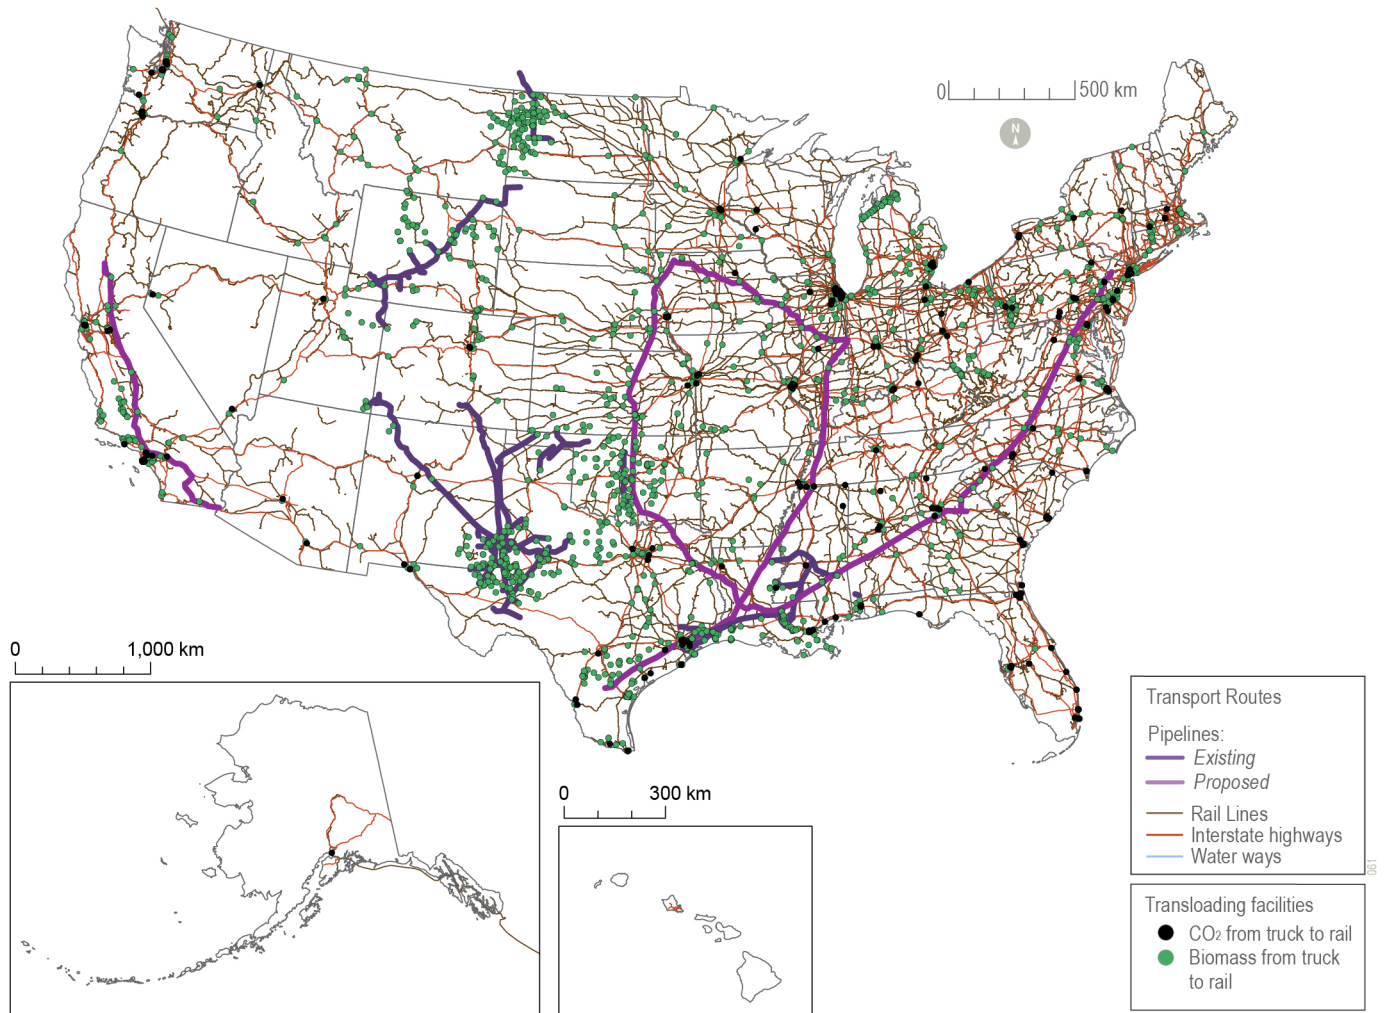 0
500 km
N
0
1,000 km
0
300 km
Transport Routes
Pipelines:
Existing
Proposed
Rail Lines
Interstate highways
Water ways
061
Transloading facilities
CO₂ from truck to rail
Biomass from truck
to rail